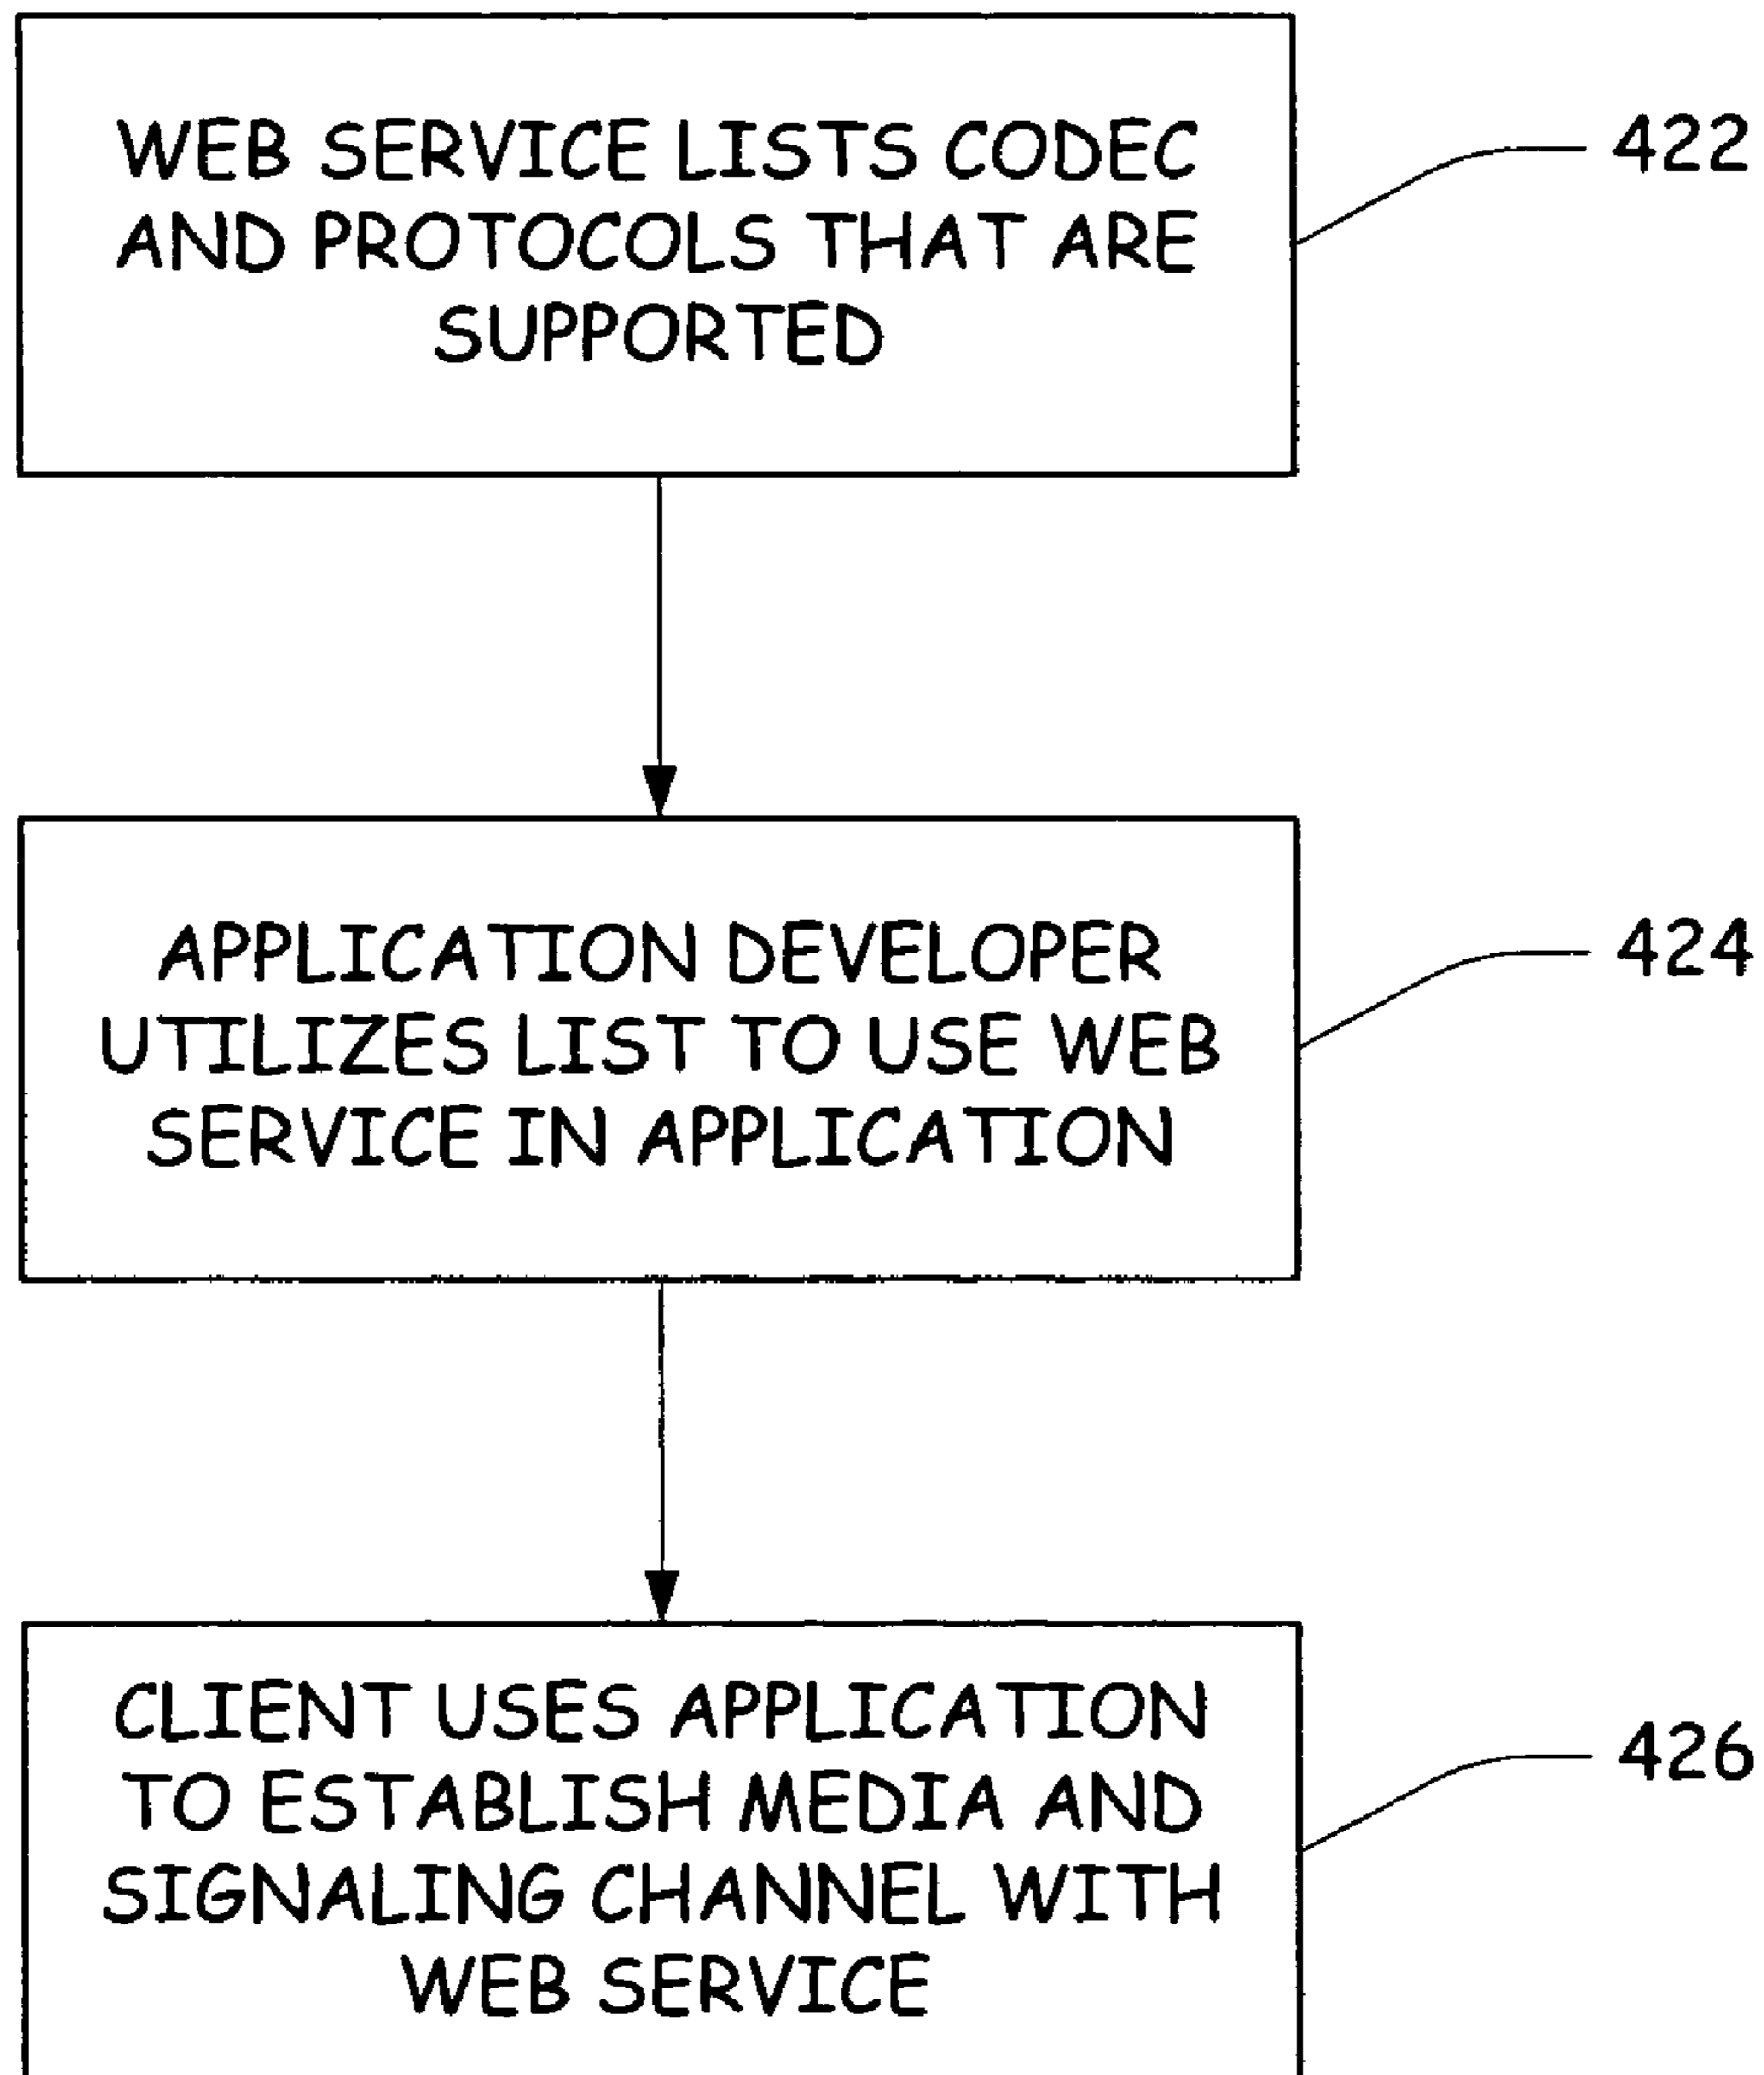 WEB SERVICE LISTS CODEC
AND PROTOCOLS THAT ARE
SUPPORTED
422
APPLICATION DEVELOPER
UTILIZES LIST TO USE WEB
SERVICE IN APPLICATION
424
CLIENT USES APPLICATION
TO ESTABLISH MEDIA AND
SIGNALING CHANNEL WITH
WEB SERVICE
426